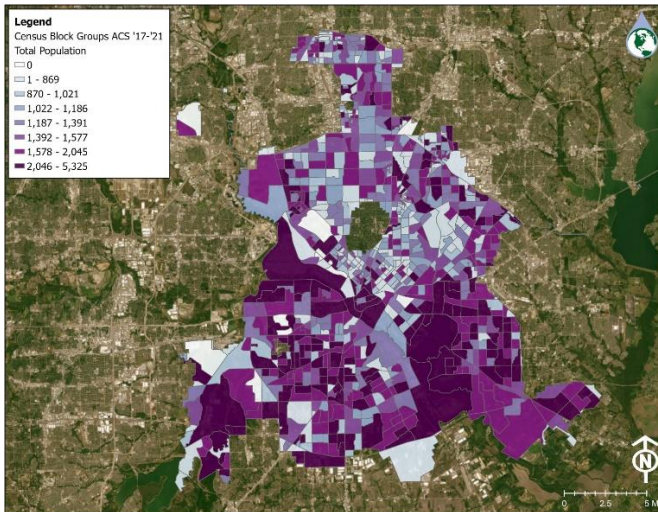 Legend
Census Block Groups ACS '17-'21
Total Population
0
1 - 869
870 - 1,021
1,022 - 1,186
1,187 - 1,391
1,392 - 1,577
1,578 - 2,045
2,046 - 5,325
N
0 2.5 5 M